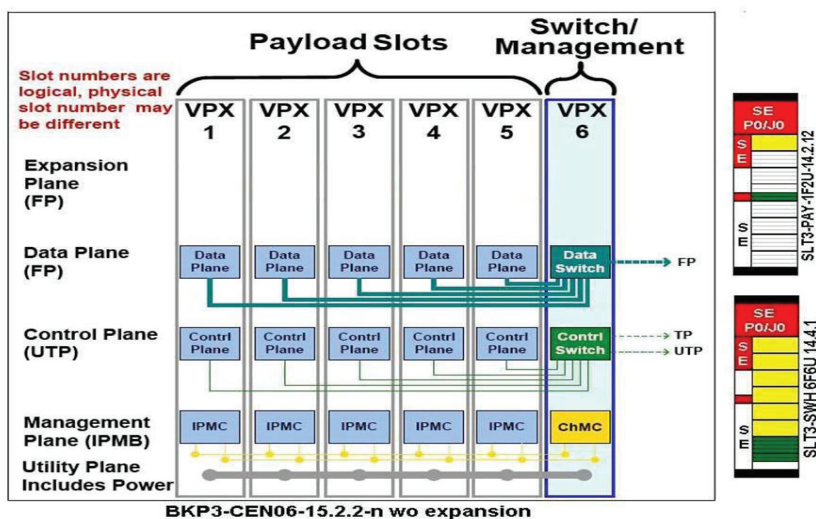 Payload Slots
Switch/
Management
Slot numbers are
logical, physical
slot number may
be different
VPX
1
VPX
2
VPX
3
VPX
4
VPX
5
VPX
6
Expansion
Plane
(FP)
Data Plane
(FP)
Data
Plane
Data
Plane
Data
Plane
Data
Plane
Data
Plane
Data
Switch
FP
Control Plane
(UTP)
Contrl
Plane
Contrl
Plane
Contrl
Plane
Contrl
Plane
Contrl
Plane
Contrl
Switch
TP
UTP
Management
Plane (IPMB)
IPMC
IPMC
IPMC
IPMC
IPMC
ChMC
Utility Plane
Includes Power
BKP3-CEN06-15.2.2-n wo expansion
SE
P0/J0
SE
SE
SLT3-PAY-1F2U-14.2.12
SE
P0/J0
SE
SE
SLT3-SWH 6F6U 14.4.1